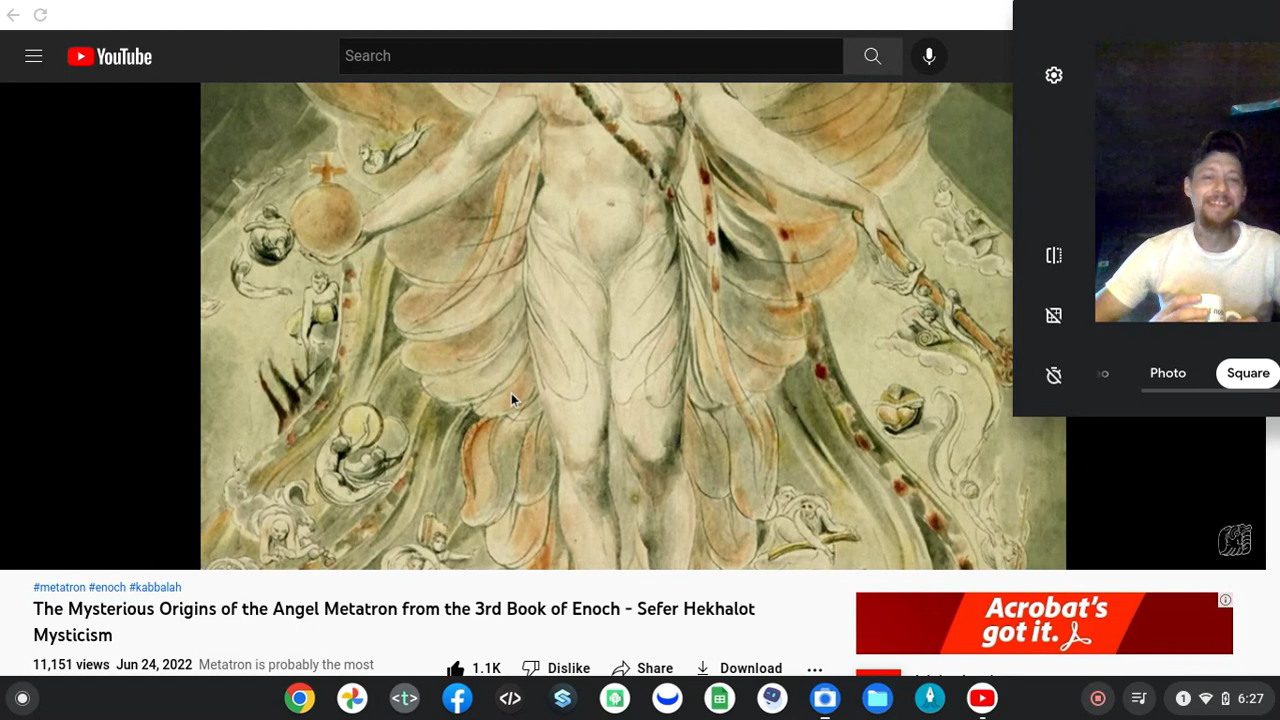 YouTube
Search
Photo
Square
#metatron #enoch #kabbalah
The Mysterious Origins of the Angel Metatron from the 3rd Book of Enoch - Sefer Hekhalot
Mysticism
11,151 views Jun 24, 2022 Metatron is probably the most
1.1K Dislike Share Download
Acrobat's
got it.
1 6:27